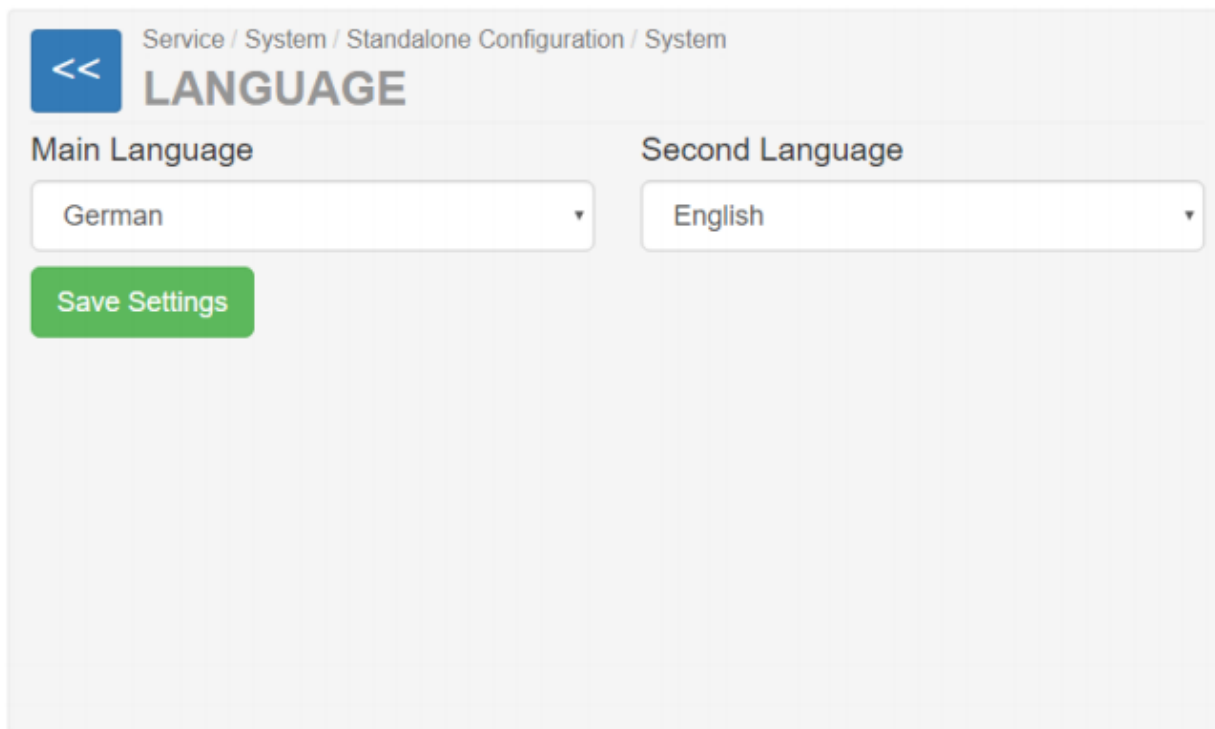 <<
Service / System / Standalone Configuration / System
LANGUAGE
Main Language
Second Language
German
English
Save Settings